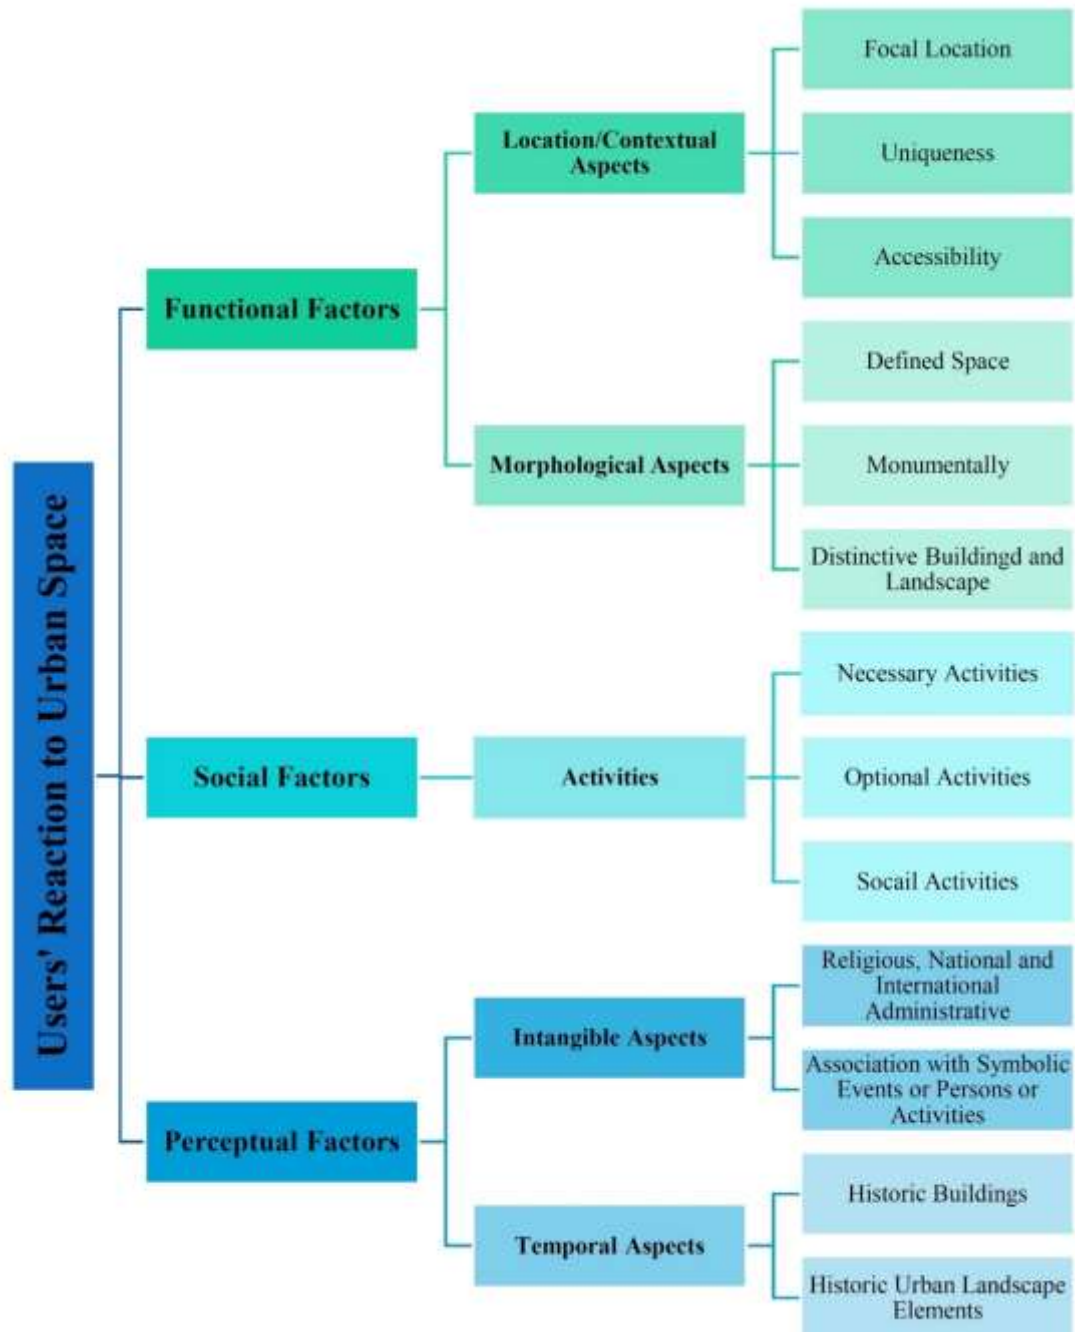 Users' Reaction to Urban Space
Functional Factors
Location/Contextual
Aspects
Focal Location
Uniqueness
Accessibility
Morphological Aspects
Defined Space
Monumentally
Distinctive Buildingd and
Landscape
Social Factors
Activities
Necessary Activities
Optional Activities
Socail Activities
Perceptual Factors
Intangible Aspects
Religious, National and
International
Administrative
Association with Symbolic
Events or Persons or
Activities
Temporal Aspects
Historic Buildings
Historic Urban Landscape
Elements